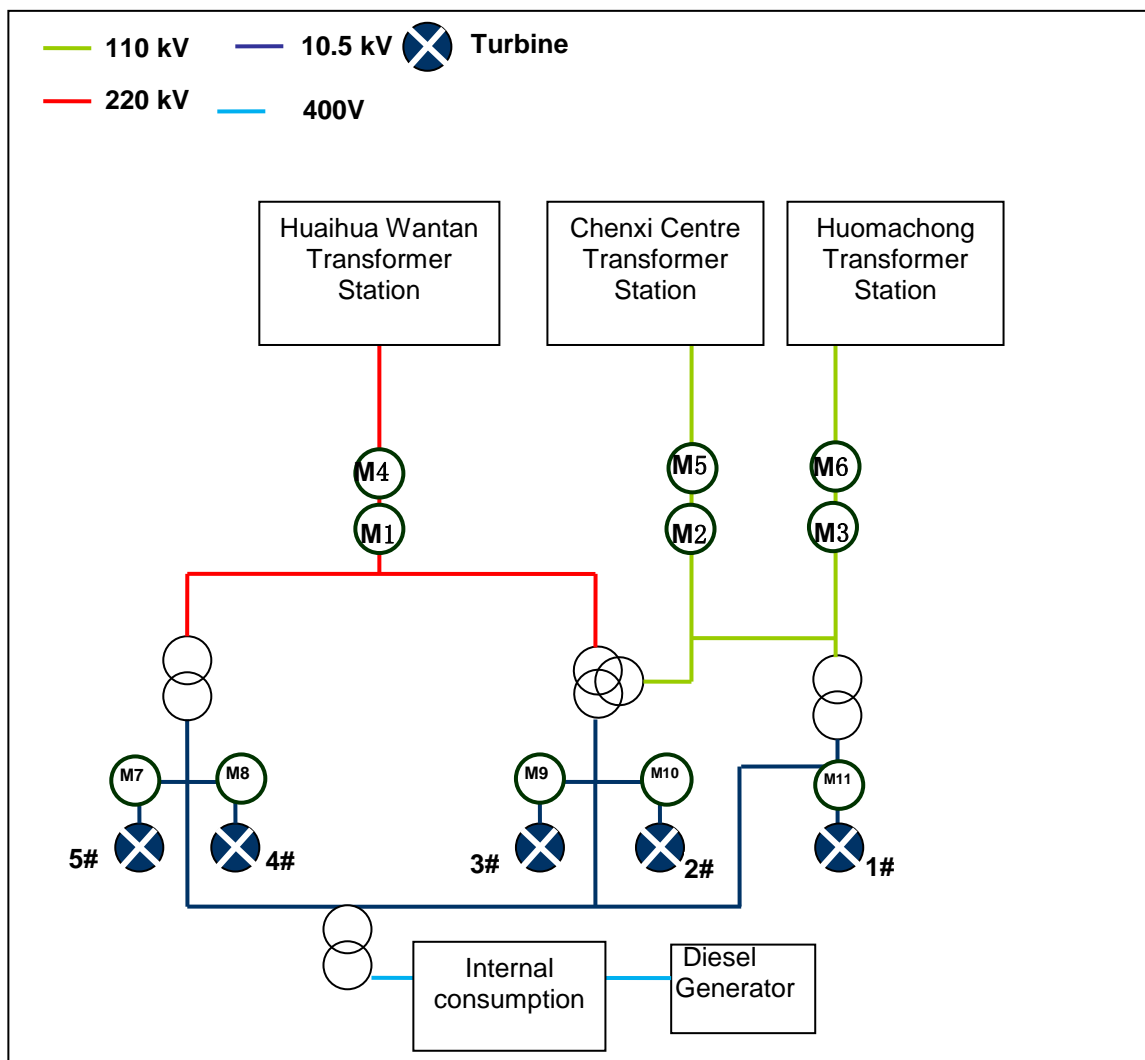 110 kV
10.5 kV
Turbine
220 kV
400V
Huaihua Wantan
Transformer
Station
Chenxi Centre
Transformer
Station
Huomachong
Transformer
Station
M4
M5
M6
M1
M2
M3
M7
M8
M9
M10
M11
5#
4#
3#
2#
1#
Internal
consumption
Diesel
Generator